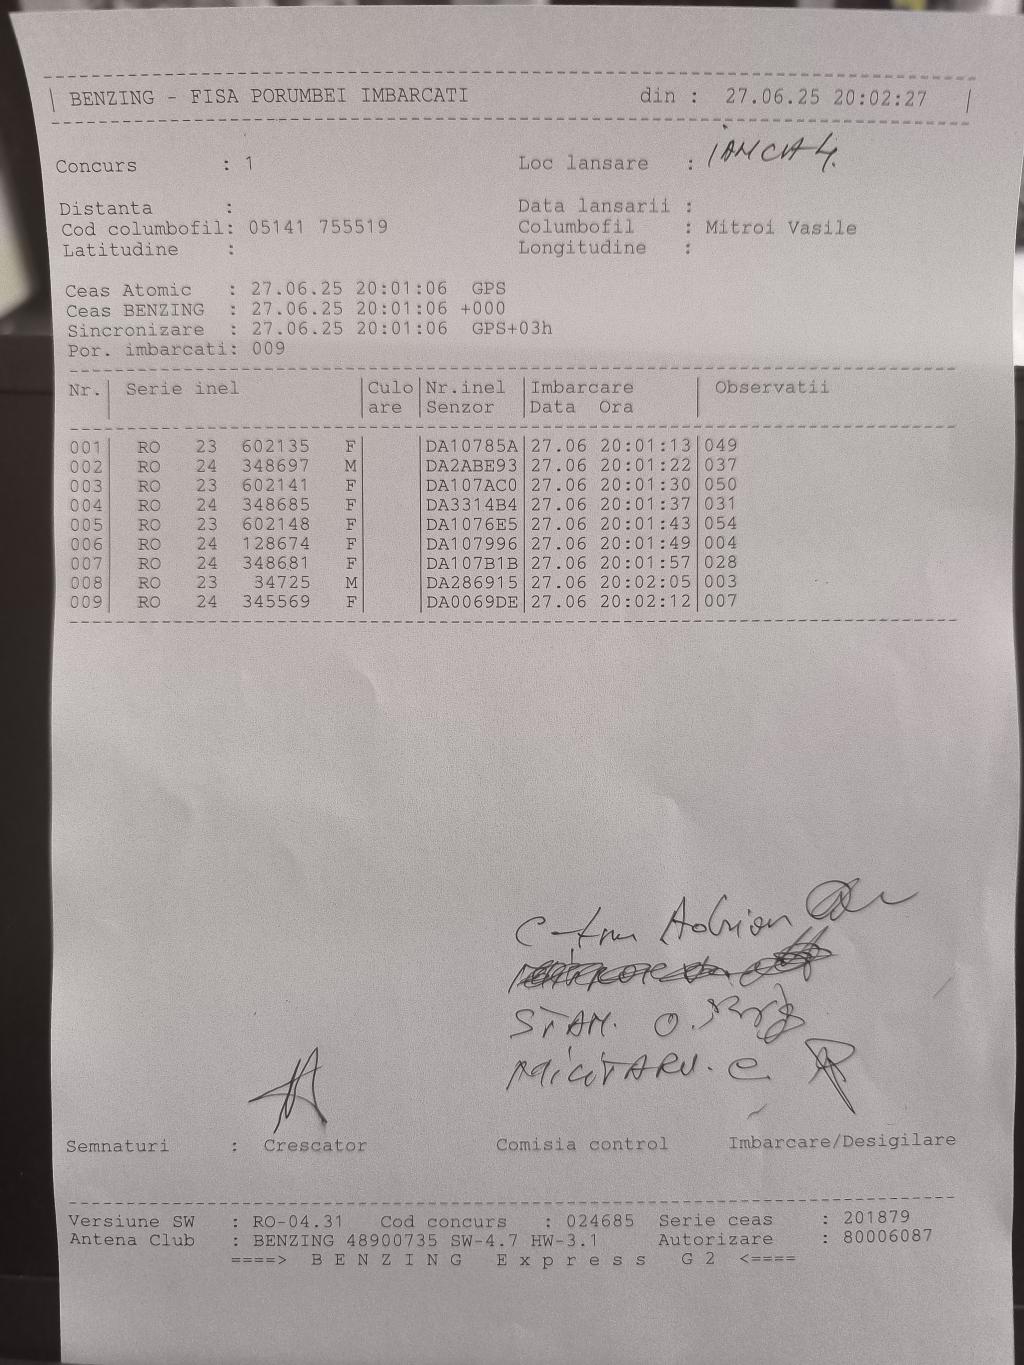 BENZING - FISA PORUMBEI IMBARCATI din : 27.06.25 20:02:27
Concurs : 1 Loc lansare : IANCA 4.
Distanta : Data lansarii :
Cod columbofil: 05141 755519 Columbofil : Mitroi Vasile
Latitudine : Longitudine :
Ceas Atomic : 27.06.25 20:01:06 GPS
Ceas BENZING : 27.06.25 20:01:06 +000
Sincronizare : 27.06.25 20:01:06 GPS+03h
Por. imbarcati: 009
Nr. Serie inel Culo Nr.inel Imbarcare Observatii
are Senzor Data Ora
001 RO 23 602135 F DA10785A 27.06 20:01:13 049
002 RO 24 348697 M DA2ABE93 27.06 20:01:22 037
003 RO 23 602141 F DA107AC0 27.06 20:01:30 050
004 RO 24 348685 F DA3314B4 27.06 20:01:37 031
005 RO 23 602148 F DA1076E5 27.06 20:01:43 054
006 RO 24 128674 F DA107996 27.06 20:01:49 004
007 RO 24 348681 F DA107B1B 27.06 20:01:57 028
008 RO 23 34725 M DA286915 27.06 20:02:05 003
009 RO 24 345569 F DA0069DE 27.06 20:02:12 007
Adrian
STAM. O.
MILITARU. C
Semnaturi : Crescator Comisia control Imbarcare/Desigilare
Versiune SW : RO-04.31 Cod concurs : 024685 Serie ceas : 201879
Antena Club : BENZING 48900735 SW-4.7 HW-3.1 Autorizare : 80006087
====> B E N Z I N G E x p r e s s G 2 <====